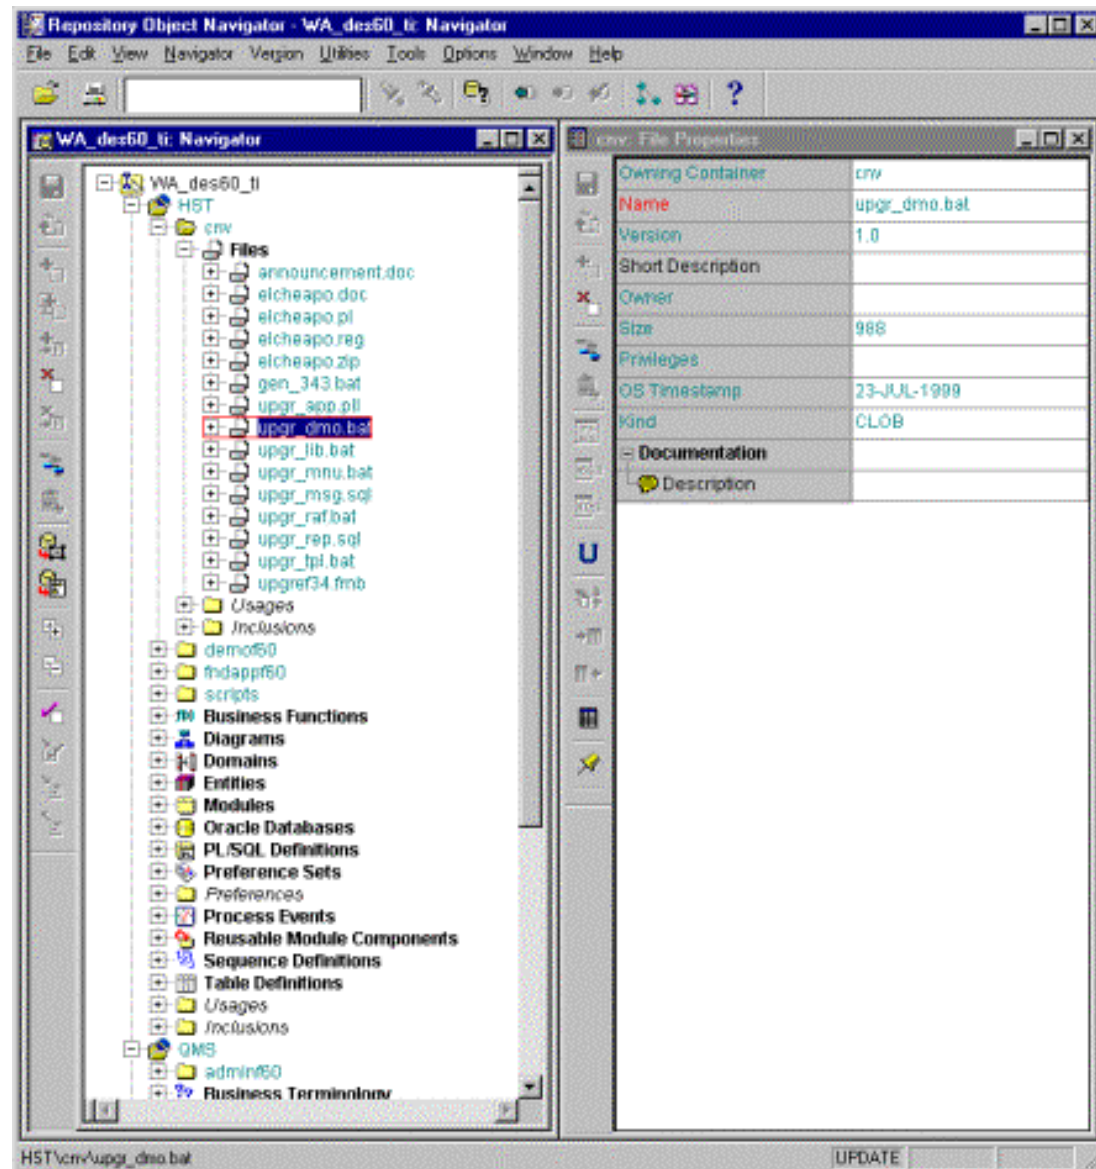 Repository Object Navigator - WA_des60_ti: Navigator
File Edit View Navigator Version Utilities Tools Options Window Help
WA_des60_ti: Navigator
WA_des60_ti
HST
cnv
Files
announcement.doc
elcheapo.doc
elcheapo.pl
elcheapo.reg
elcheapo.zip
gen_343.bat
upgr_app.pll
upgr_dmo.bat
upgr_lib.bat
upgr_mnu.bat
upgr_msg.sql
upgr_raf.bat
upgr_rep.sql
upgr_tpl.bat
upgref34.fmb
Usages
Inclusions
demof60
fndappf60
scripts
Business Functions
Diagrams
Domains
Entities
Modules
Oracle Databases
PL/SQL Definitions
Preference Sets
Preferences
Process Events
Reusable Module Components
Sequence Definitions
Table Definitions
Usages
Inclusions
QMS
adminf60
Business Terminology
cnv: File Properties
Owning Container cnv
Name upgr_dmo.bat
Version 1.0
Short Description
Owner
Size 988
Privileges
OS Timestamp 23-JUL-1999
Kind CLOB
Documentation
Description
HST\cnv\upgr_dmo.bat UPDATE